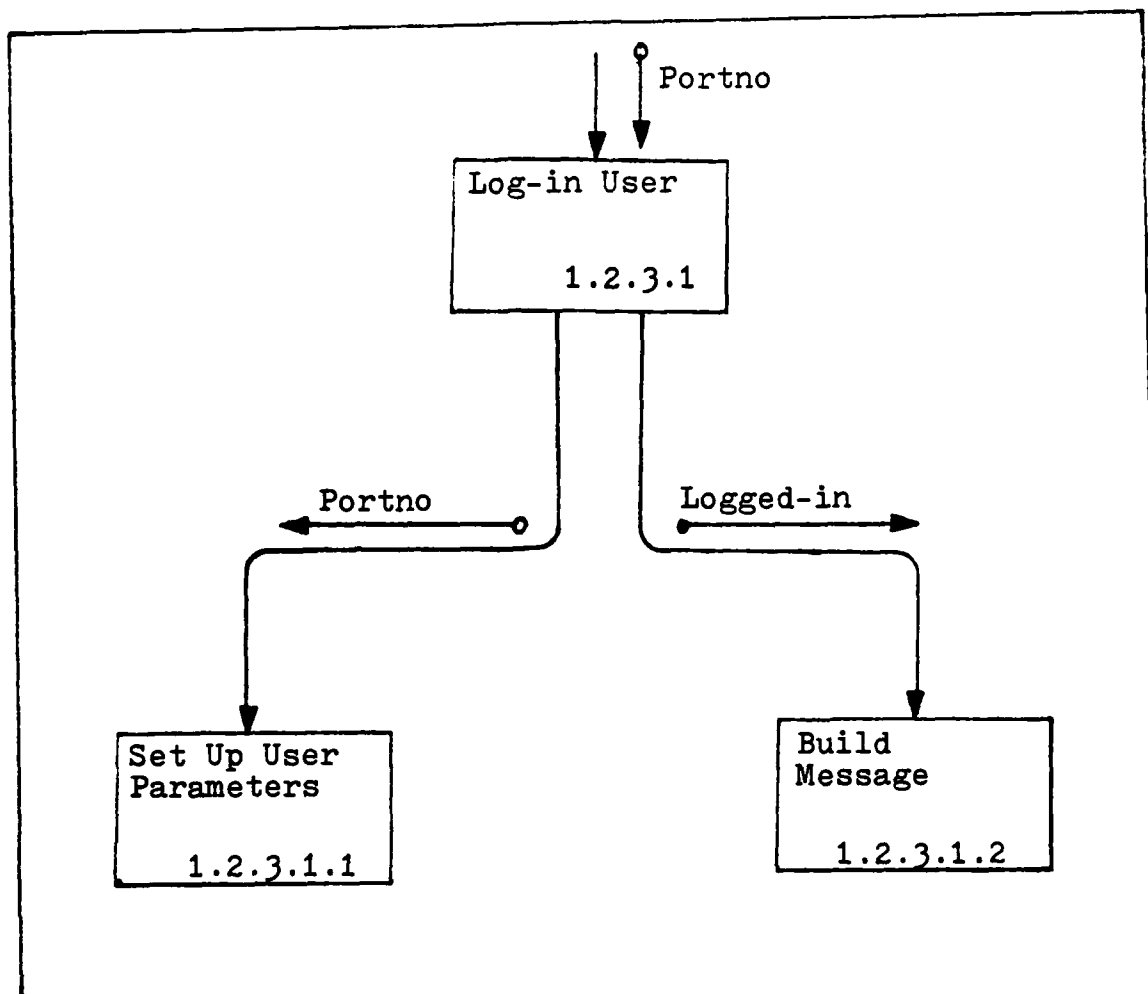 Portno
Log-in User
1.2.3.1
Portno
Logged-in
Set Up User
Parameters
1.2.3.1.1
Build
Message
1.2.3.1.2